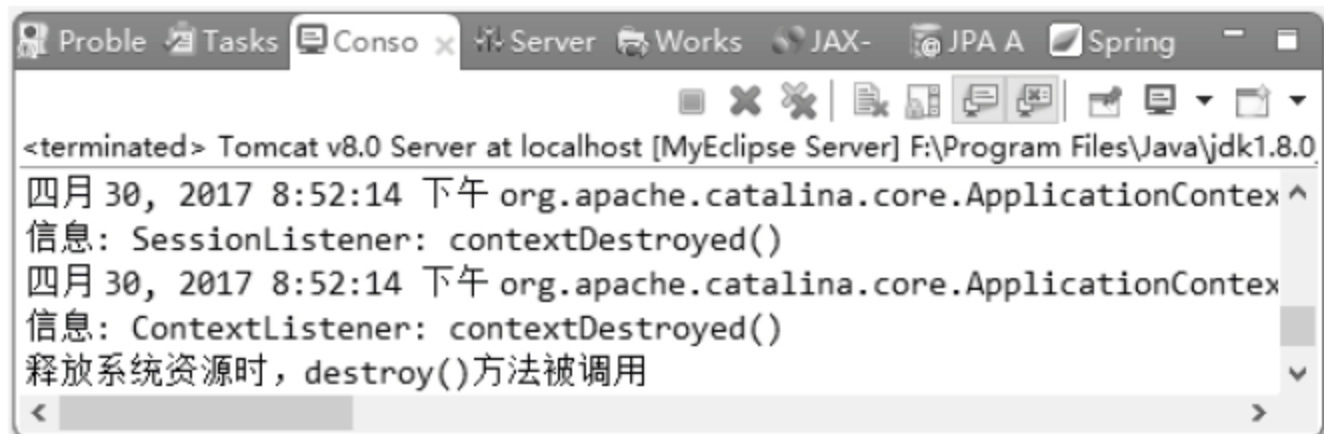 Proble Tasks Conso Server Works JAX- JPA A Spring
<terminated> Tomcat v8.0 Server at localhost [MyEclipse Server] F:\Program Files\Java\jdk1.8.0
四月 30, 2017 8:52:14 下午 org.apache.catalina.core.ApplicationContex
信息: SessionListener: contextDestroyed()
四月 30, 2017 8:52:14 下午 org.apache.catalina.core.ApplicationContex
信息: ContextListener: contextDestroyed()
释放系统资源时，destroy()方法被调用